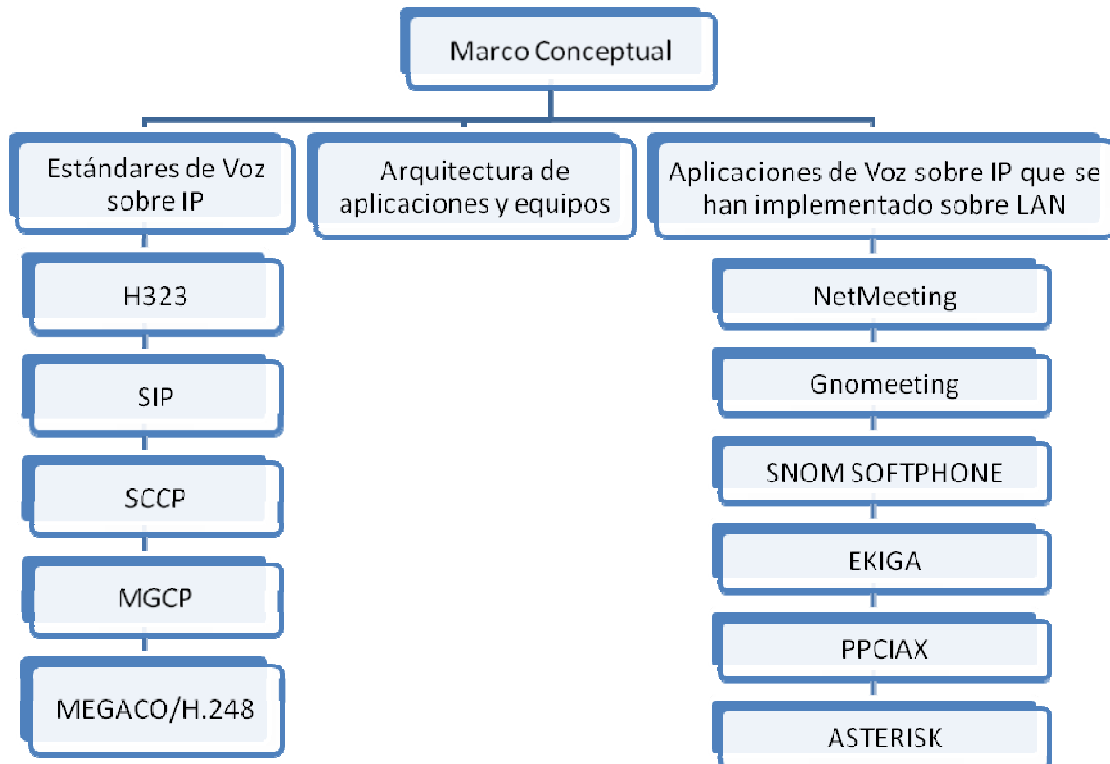 Marco Conceptual
Estándares de Voz
sobre IP
Arquitectura de
aplicaciones y equipos
Aplicaciones de Voz sobre IP que se
han implementado sobre LAN
H323
SIP
SCCP
MGCP
MEGACO/H.248
NetMeeting
Gnomeeting
SNOM SOFTPHONE
EKIGA
PPCIAX
ASTERISK